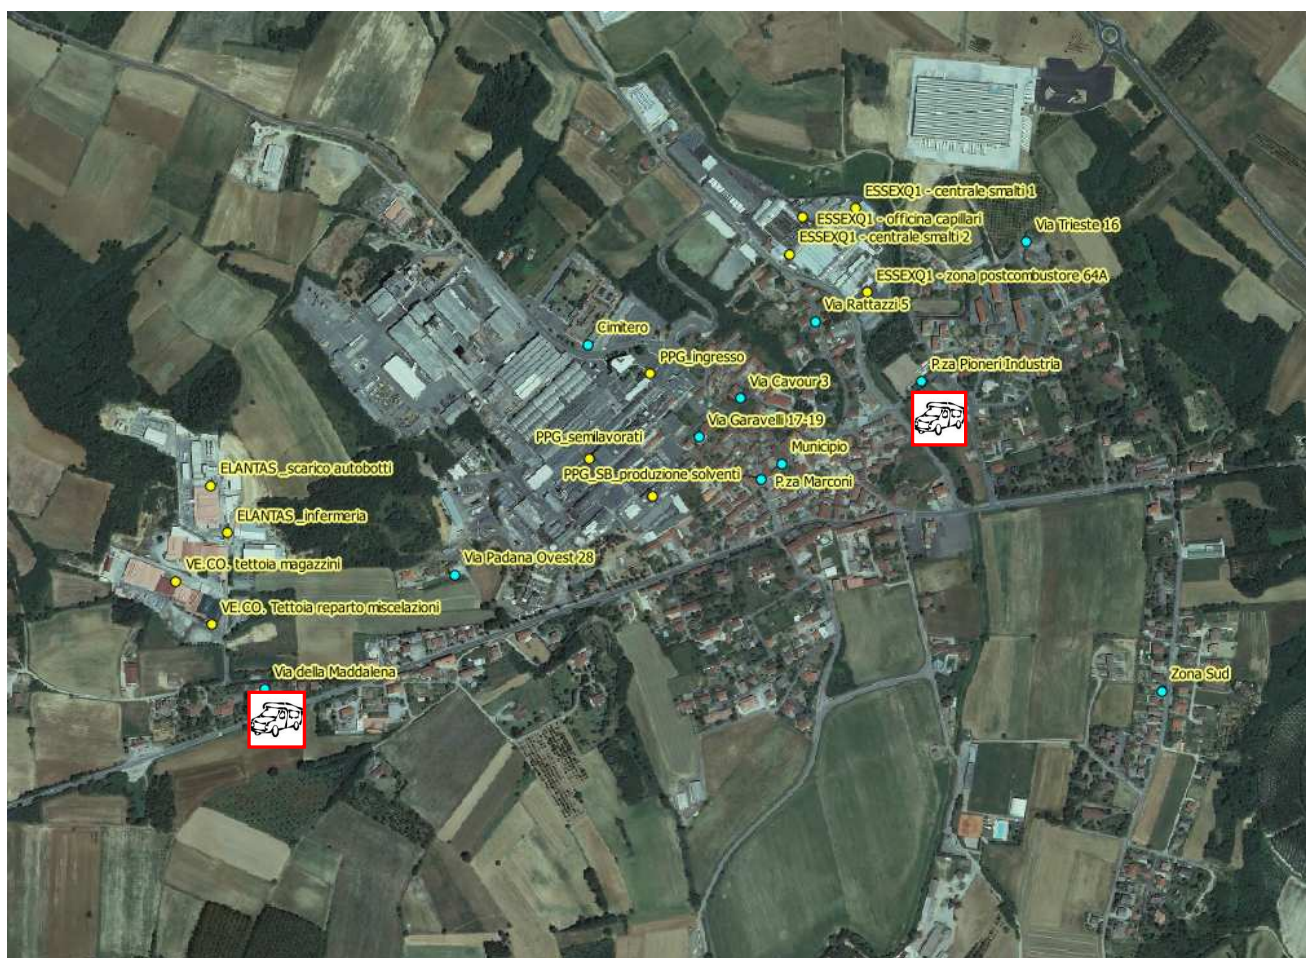 ESSEXQ1 - centrale smalti 1
ESSEXQ1 - officina capillari
Via Trieste 16
ESSEXQ1 - centrale smalti 2
ESSEXQ1 - zona postcombustore 64A
Via Rattazzi 5
Cimitero
PPG_ingresso
P.za Pioneri Industria
Via Cavour 3
Via Garavelli 17-19
PPG_semilavorati
Municipio
ELANTAS_scarico autobotti
PPG_SB_produzione solventi
P.za Marconi
ELANTAS_infermeria
Via Padana Ovest 28
VE.CO. tettoia magazzini
VE.CO. Tettoia reparto miscelazioni
Via della Maddalena
Zona Sud